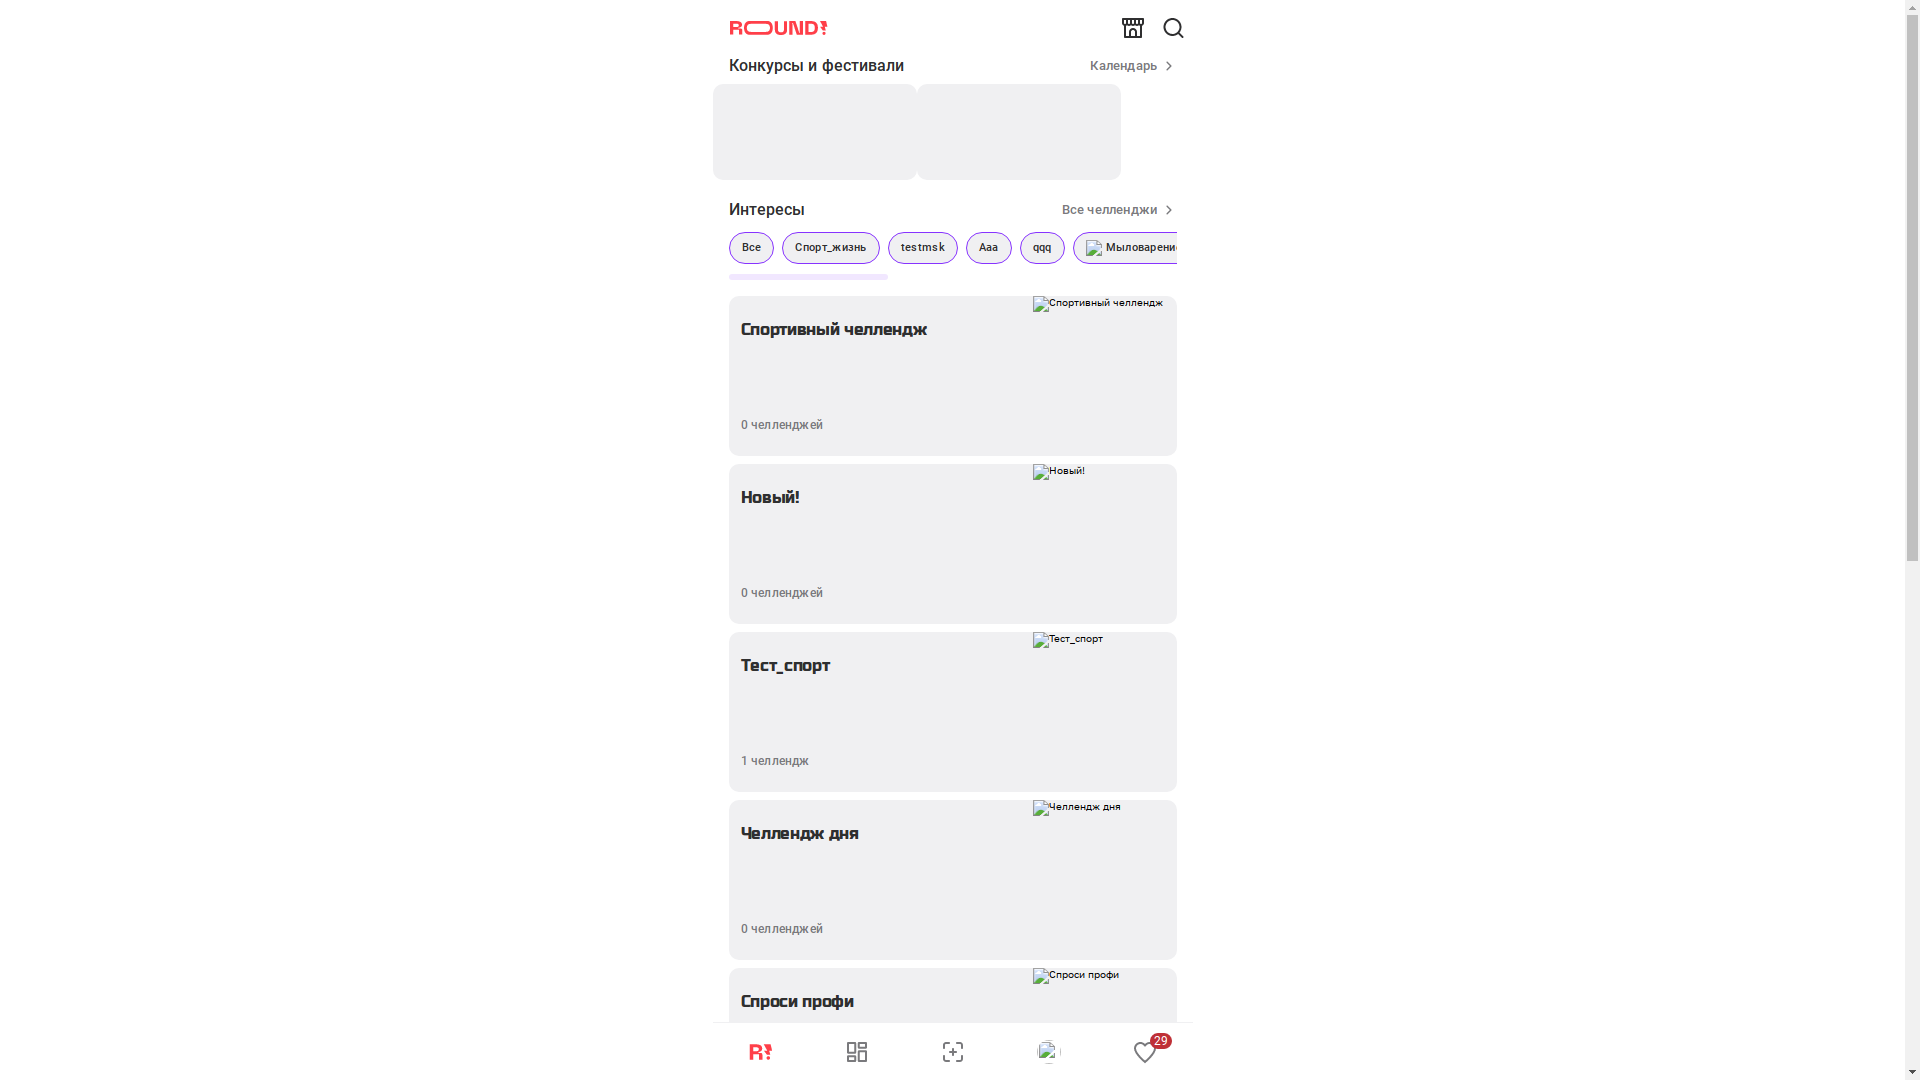 ROUND!
Конкурсы и фестивали
Календарь
Интересы
Все челленджи
Все
Спорт_жизнь
testmsk
Ааа
qqq
Мыловарение
Спортивный челлендж
Спортивный челлендж
0 челленджей
Новый!
Новый!
0 челленджей
Тест_спорт
Тест_спорт
1 челлендж
Челлендж дня
Челлендж дня
0 челленджей
Спроси профи
Спроси профи
R!
29